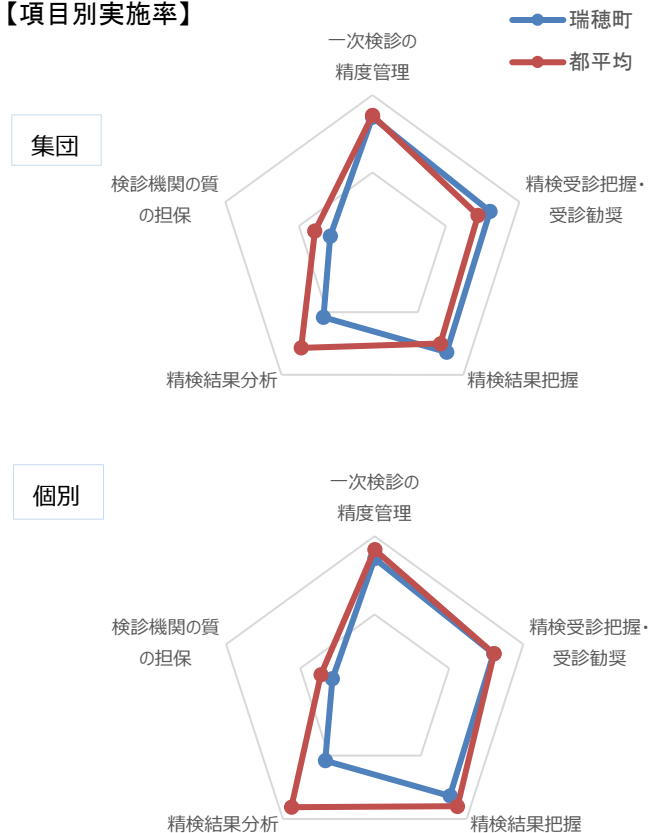 【項目別実施率】
瑞穂町
都平均
集団
一次検診の
精度管理
精検受診把握・
受診勧奨
精検結果把握
精検結果分析
検診機関の質
の担保
個別
一次検診の
精度管理
精検受診把握・
受診勧奨
精検結果把握
精検結果分析
検診機関の質
の担保